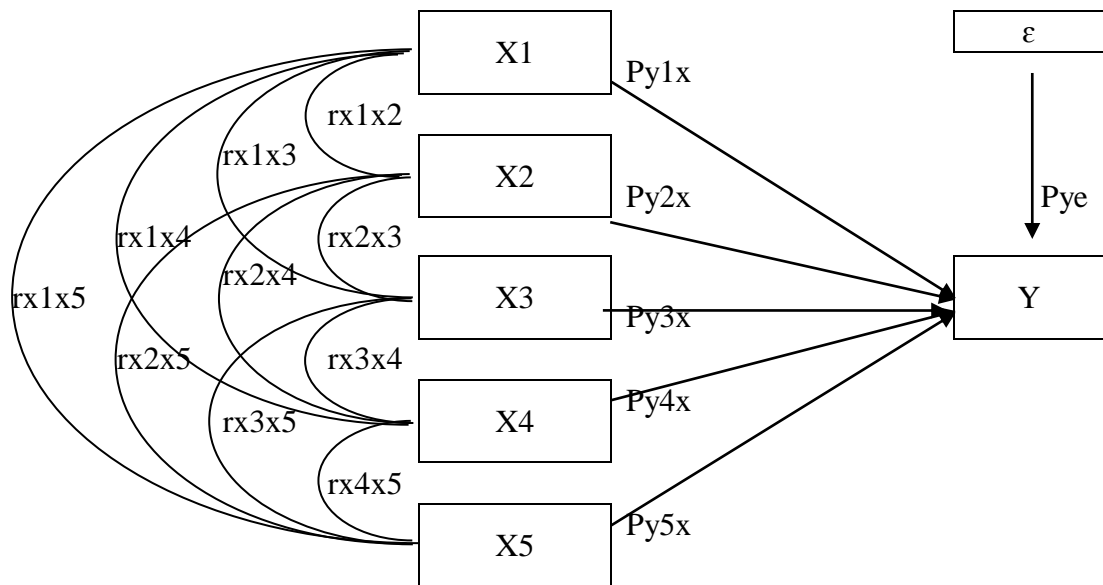 X1
ε
Py1x
rx1x2
rx1x3
X2
Py2x
Pye
rx1x4
rx2x3
rx2x4
rx1x5
X3
Y
Py3x
rx2x5
rx3x4
Py4x
rx3x5
X4
rx4x5
Py5x
X5